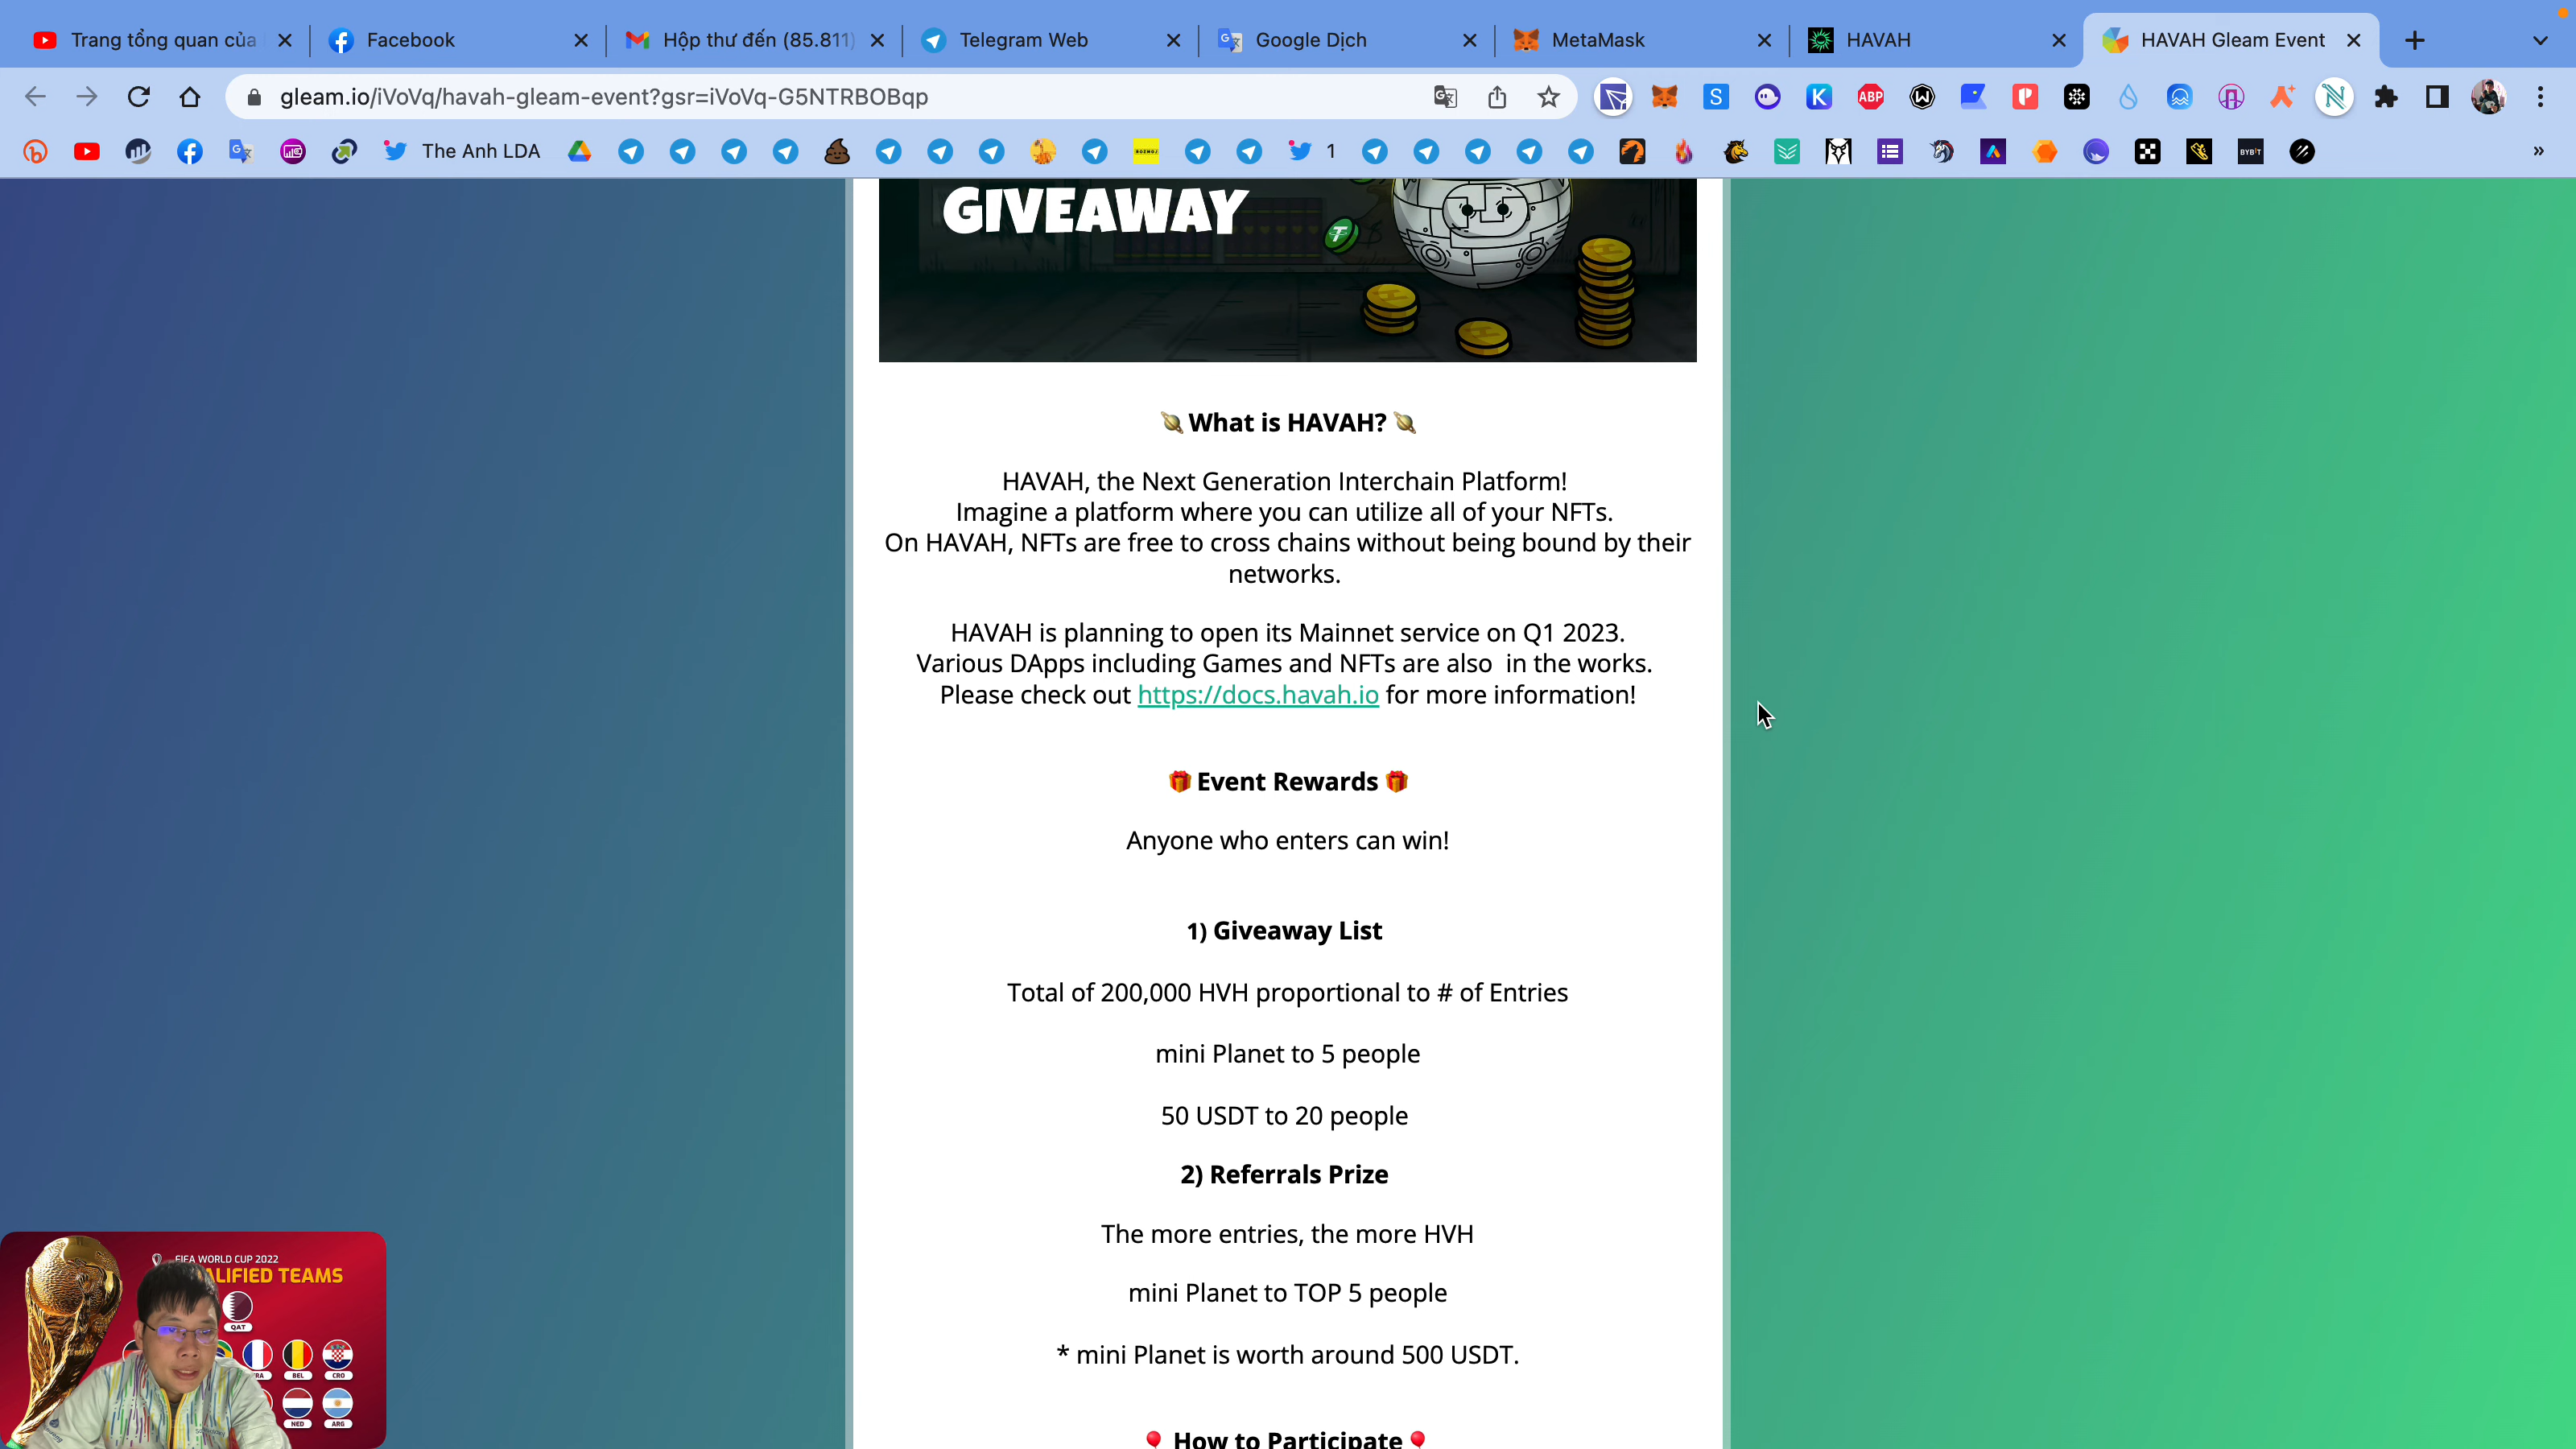 Trang tổng quan của
Facebook
Hộp thư đến (85.811)
Telegram Web
Google Dịch
MetaMask
HAVAH
HAVAH Gleam Event
gleam.io/iVoVq/havah-gleam-event?gsr=iVoVq-G5NTRBOBqp
ABP
The Anh LDA
1
BYBIT
GIVEAWAY
What is HAVAH?
HAVAH, the Next Generation Interchain Platform!
Imagine a platform where you can utilize all of your NFTs.
On HAVAH, NFTs are free to cross chains without being bound by their
networks.
HAVAH is planning to open its Mainnet service on Q1 2023.
Various DApps including Games and NFTs are also in the works.
Please check out https://docs.havah.io for more information!
Event Rewards
Anyone who enters can win!
1) Giveaway List
Total of 200,000 HVH proportional to # of Entries
mini Planet to 5 people
50 USDT to 20 people
2) Referrals Prize
The more entries, the more HVH
mini Planet to TOP 5 people
* mini Planet is worth around 500 USDT.
How to Participate
FIFA WORLD CUP 2022
ALIFIED TEAMS
QAT
BEL
CRO
NED
ARG